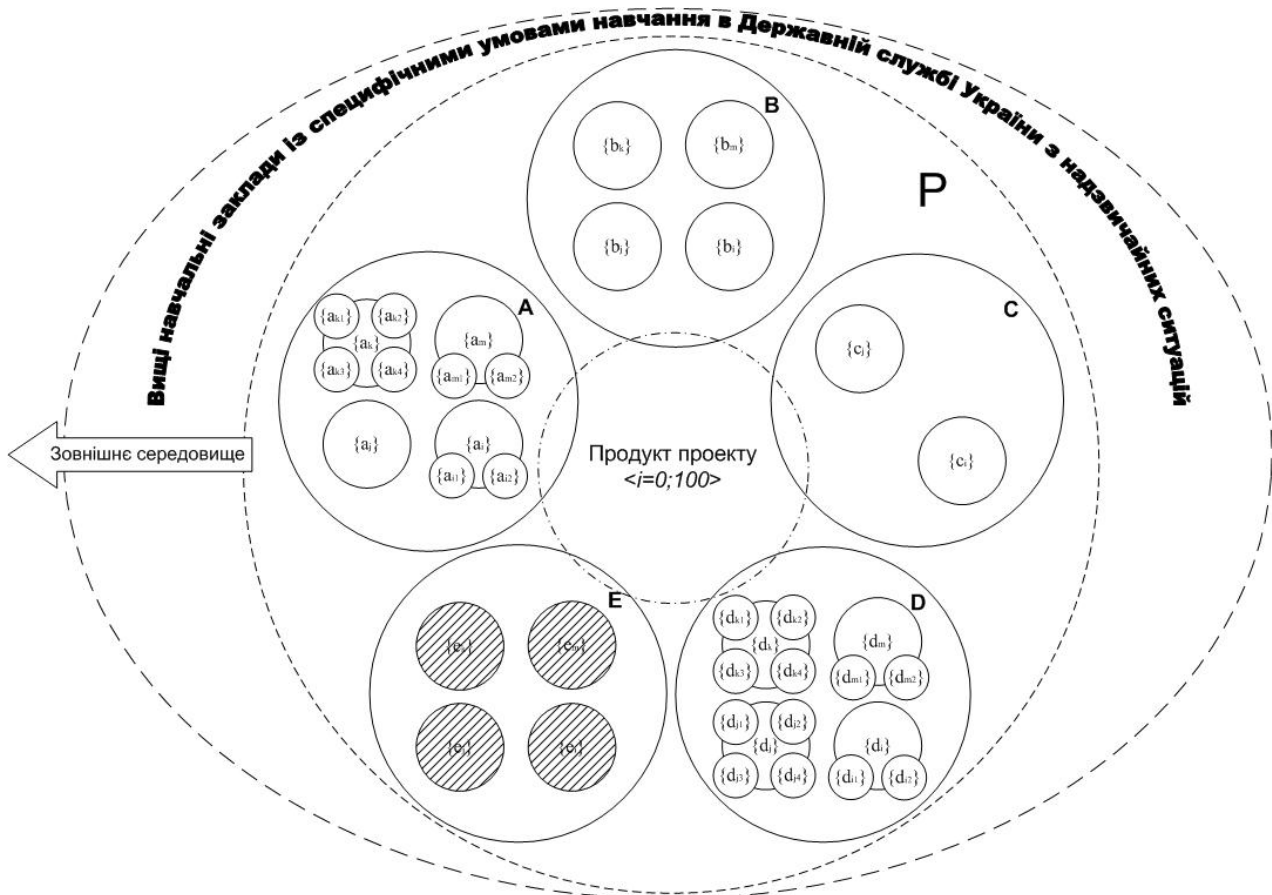 Вищі навчальні заклади із специфічними умовами навчання в Державній службі України з надзвичайних ситуацій
B
{bk} {bm}
{bj} {bi}
P
A
{ak1} {ak2}
{ak} {am}
{ak3} {ak4} {am1} {am2}
{aj} {ai}
{ai1} {ai2}
C
{cj}
{ci}
Зовнішнє середовище
Продукт проекту
<i=0;100>
E
{ek} {em}
{ej} {ei}
D
{dk1} {dk2}
{dk} {dm}
{dk3} {dk4} {dm1} {dm2}
{dj1} {dj2}
{dj} {di}
{dj3} {dj4} {di1} {di2}